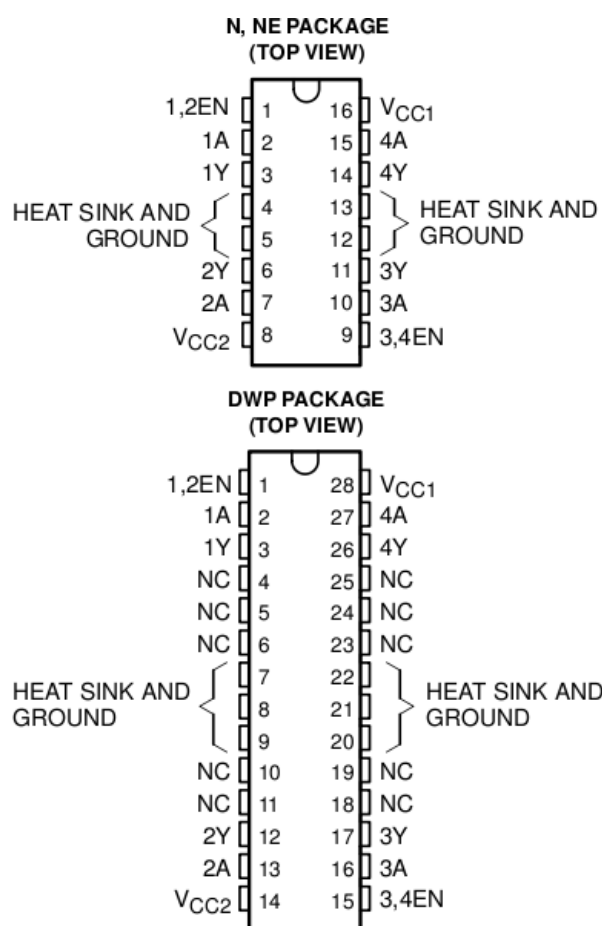 N, NE PACKAGE
(TOP VIEW)
1,2EN 1 16 VCC1
1A 2 15 4A
1Y 3 14 4Y
HEAT SINK AND
GROUND
4 13
5 12
HEAT SINK AND
GROUND
2Y 6 11 3Y
2A 7 10 3A
VCC2 8 9 3,4EN
DWP PACKAGE
(TOP VIEW)
1,2EN 1 28 VCC1
1A 2 27 4A
1Y 3 26 4Y
NC 4 25 NC
NC 5 24 NC
NC 6 23 NC
HEAT SINK AND
GROUND
7 22
8 21
9 20
HEAT SINK AND
GROUND
NC 10 19 NC
NC 11 18 NC
2Y 12 17 3Y
2A 13 16 3A
VCC2 14 15 3,4EN